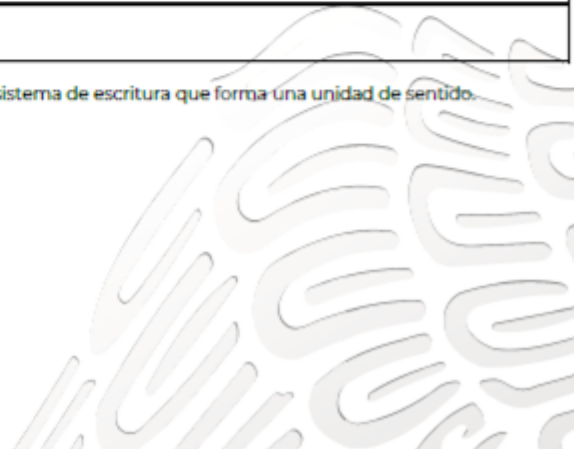 sistema de escritura que forma una unidad de sentido.